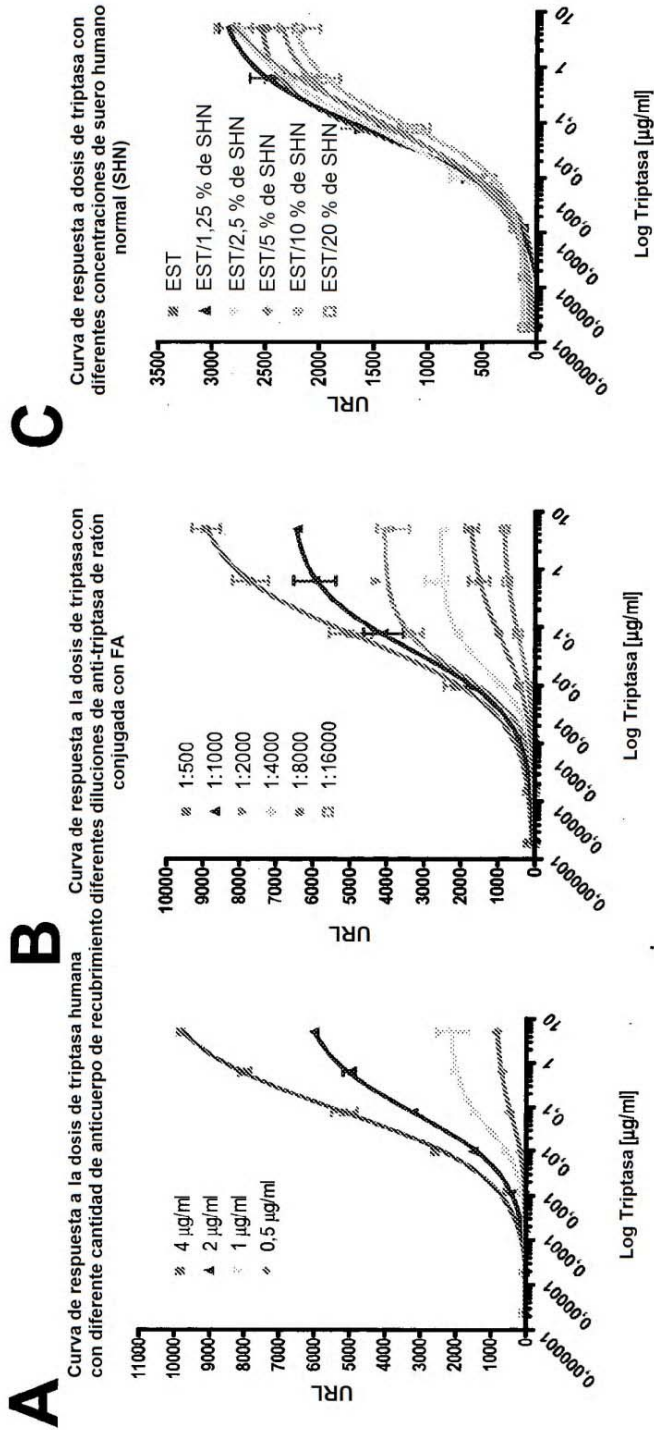 A
Curva de respuesta a la dosis de triptasa humana
con diferente cantidad de anticuerpo de recubrimiento
11000
10000
9000
8000
7000
6000
5000
4000
3000
2000
1000
0
URL
4 µg/ml
2 µg/ml
1 µg/ml
0,5 µg/ml
0,000001 0,00001 0,0001 0,001 0,01 0,1 1 10
Log Triptasa [µg/ml]
B
Curva de respuesta a la dosis de triptasa con
diferentes diluciones de anti-triptasa de ratón
conjugada con FA
10000
9000
8000
7000
6000
5000
4000
3000
2000
1000
0
URL
1:500
1:1000
1:2000
1:4000
1:8000
1:16000
0,000001 0,00001 0,0001 0,001 0,01 0,1 1 10
Log Triptasa [µg/ml]
C
Curva de respuesta a dosis de triptasa con
diferentes concentraciones de suero humano
normal (SHN)
3500
3000
2500
2000
1500
1000
500
0
URL
EST
EST/1,25 % de SHN
EST/2,5 % de SHN
EST/5 % de SHN
EST/10 % de SHN
EST/20 % de SHN
0,000001 0,00001 0,0001 0,001 0,01 0,1 1 10
Log Triptasa [µg/ml]